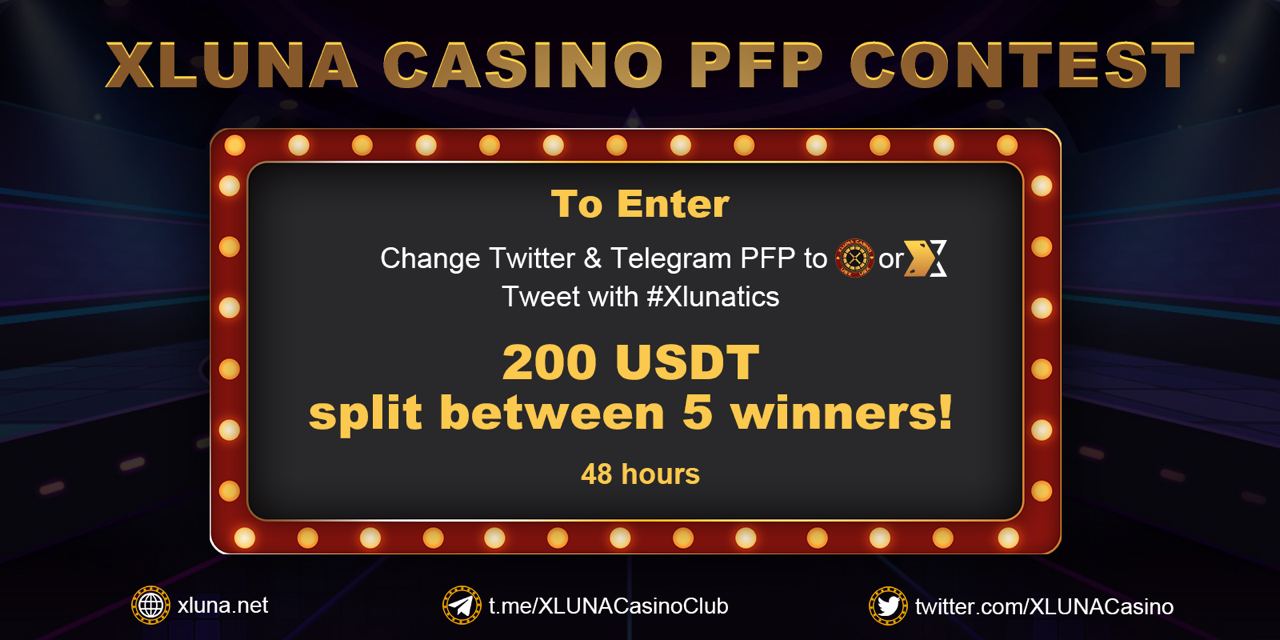 XLUNA CASINO PFP CONTEST
To Enter
Change Twitter & Telegram PFP to or
Tweet with #Xlunatics
200 USDT
split between 5 winners!
48 hours
xluna.net
t.me/XLUNACasinoClub
twitter.com/XLUNACasino